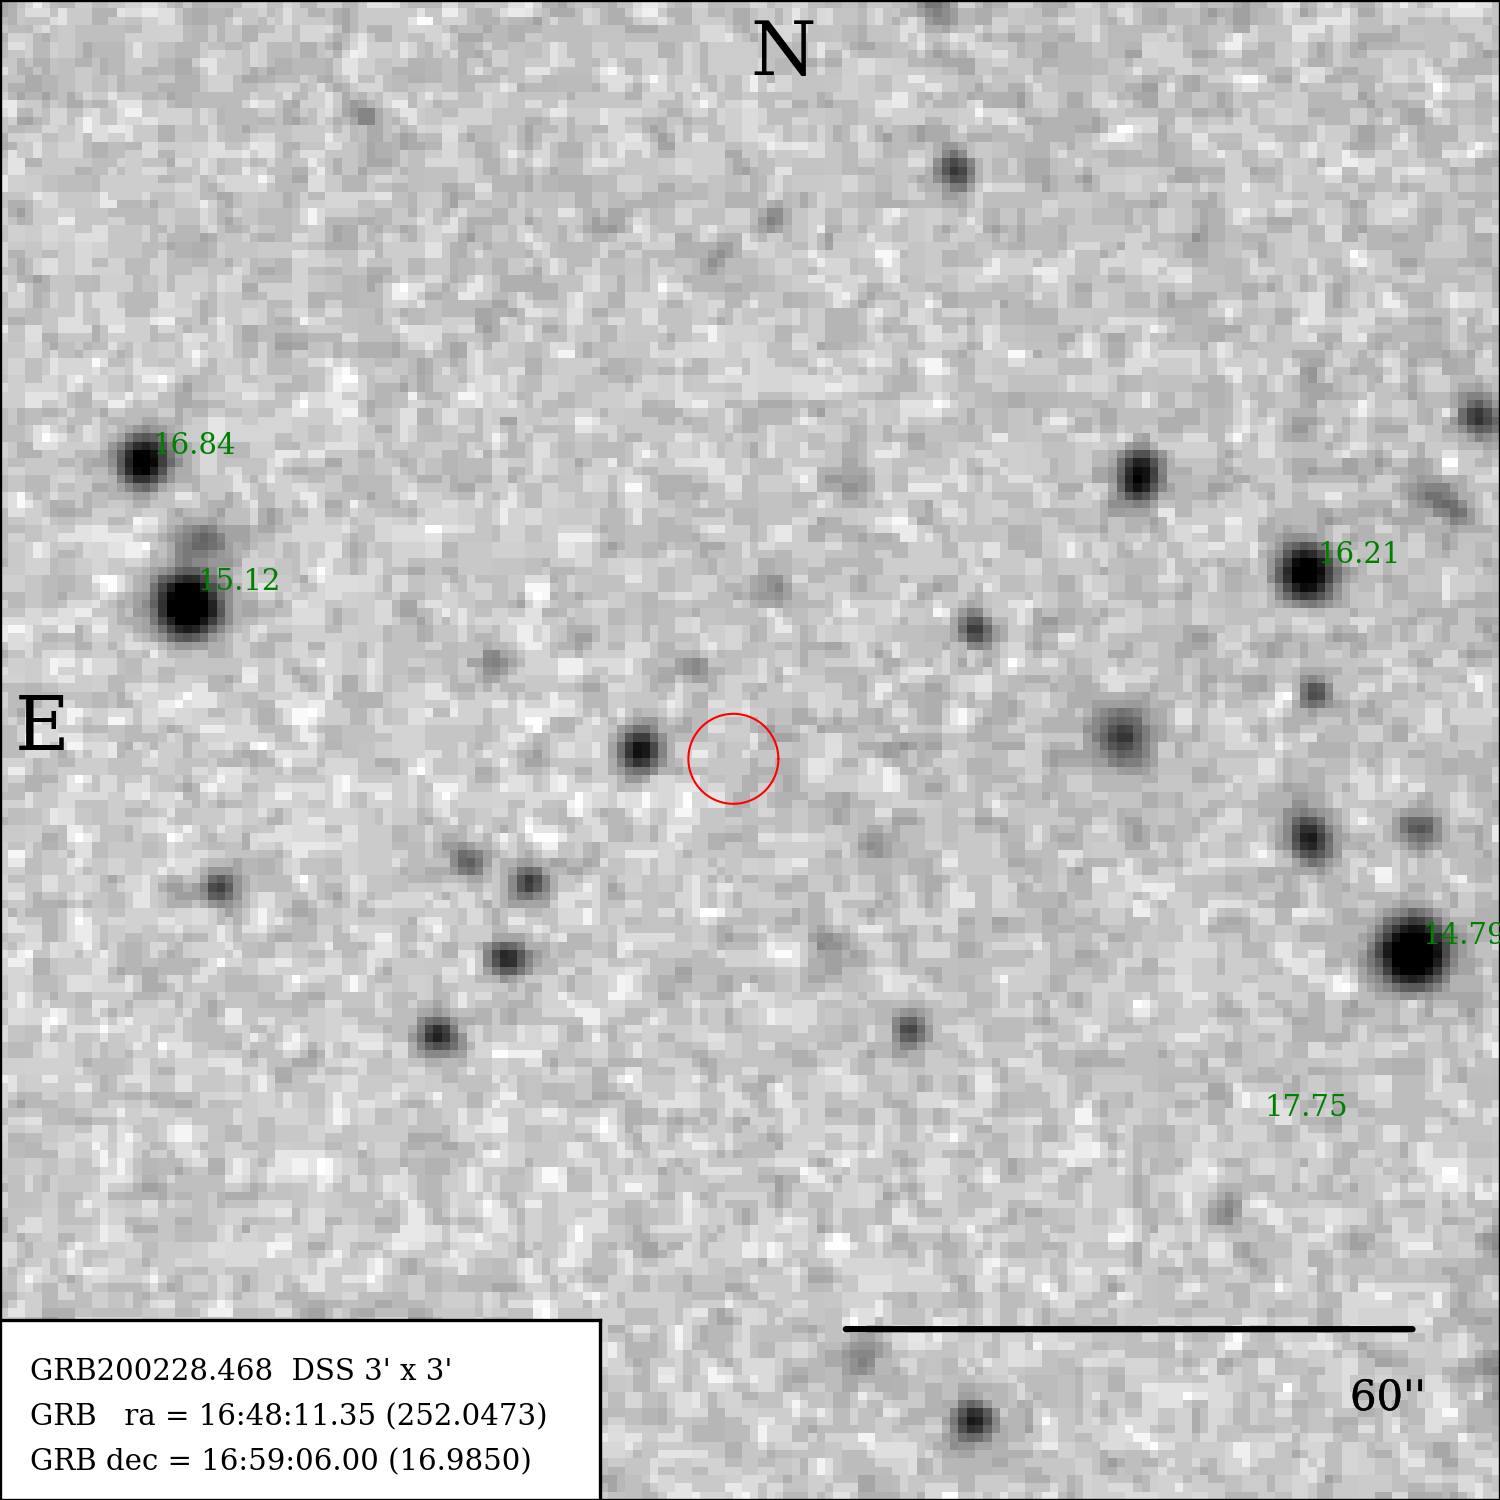 N
16.84
16.21
15.12
E
14.79
17.75
60''
GRB200228.468  DSS 3' x 3'
GRB   ra = 16:48:11.35 (252.0473)
GRB dec = 16:59:06.00 (16.9850)